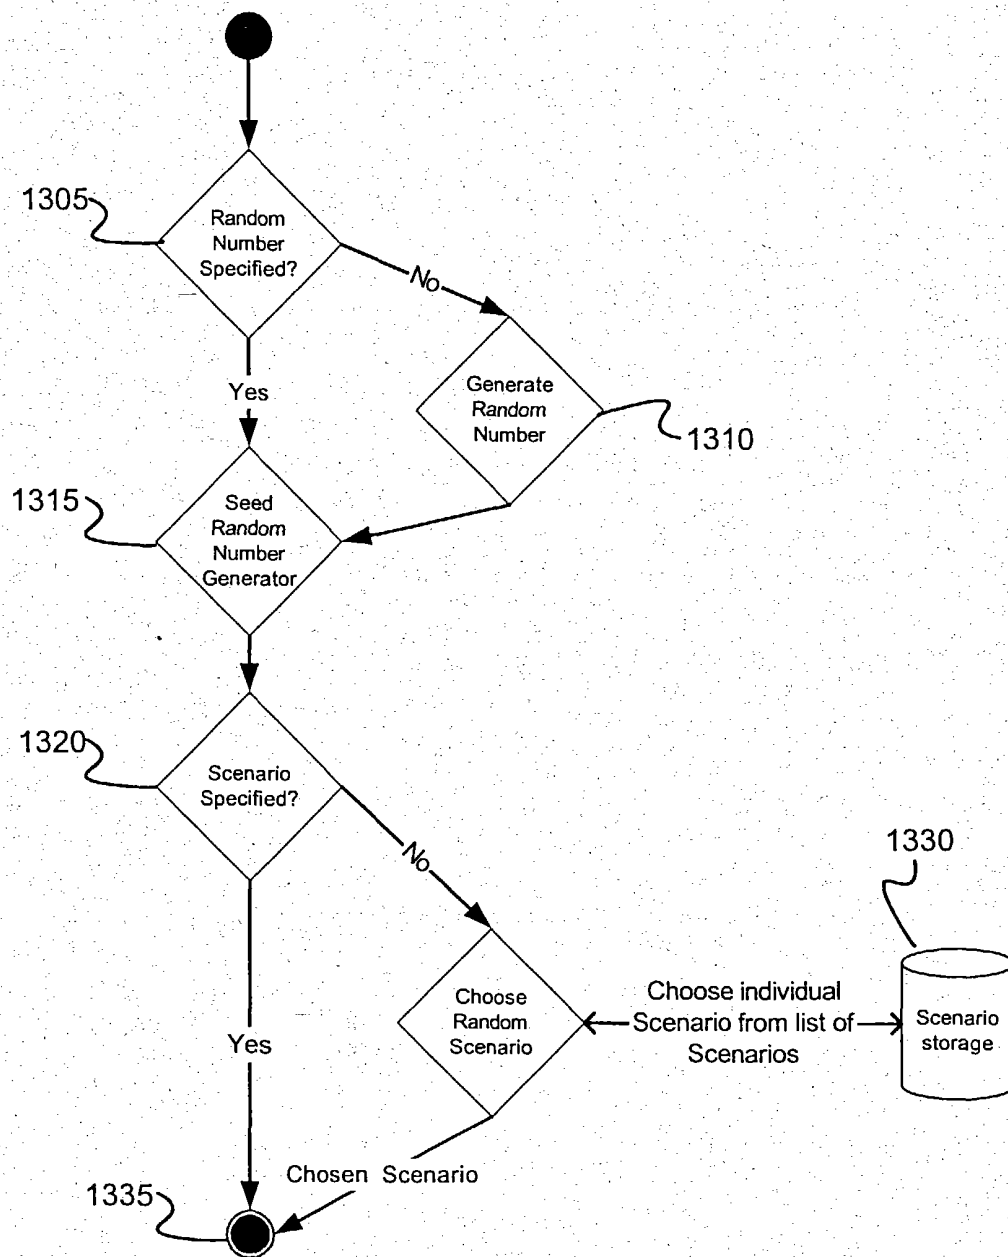 1305
Random
Number
Specified?
No
Yes
Generate
Random
Number
1310
1315
Seed
Random
Number
Generator
1320
Scenario
Specified?
No
1330
Yes
Choose
Random
Scenario
Choose individual
Scenario from list of
Scenarios
Scenario
storage
Chosen Scenario
1335